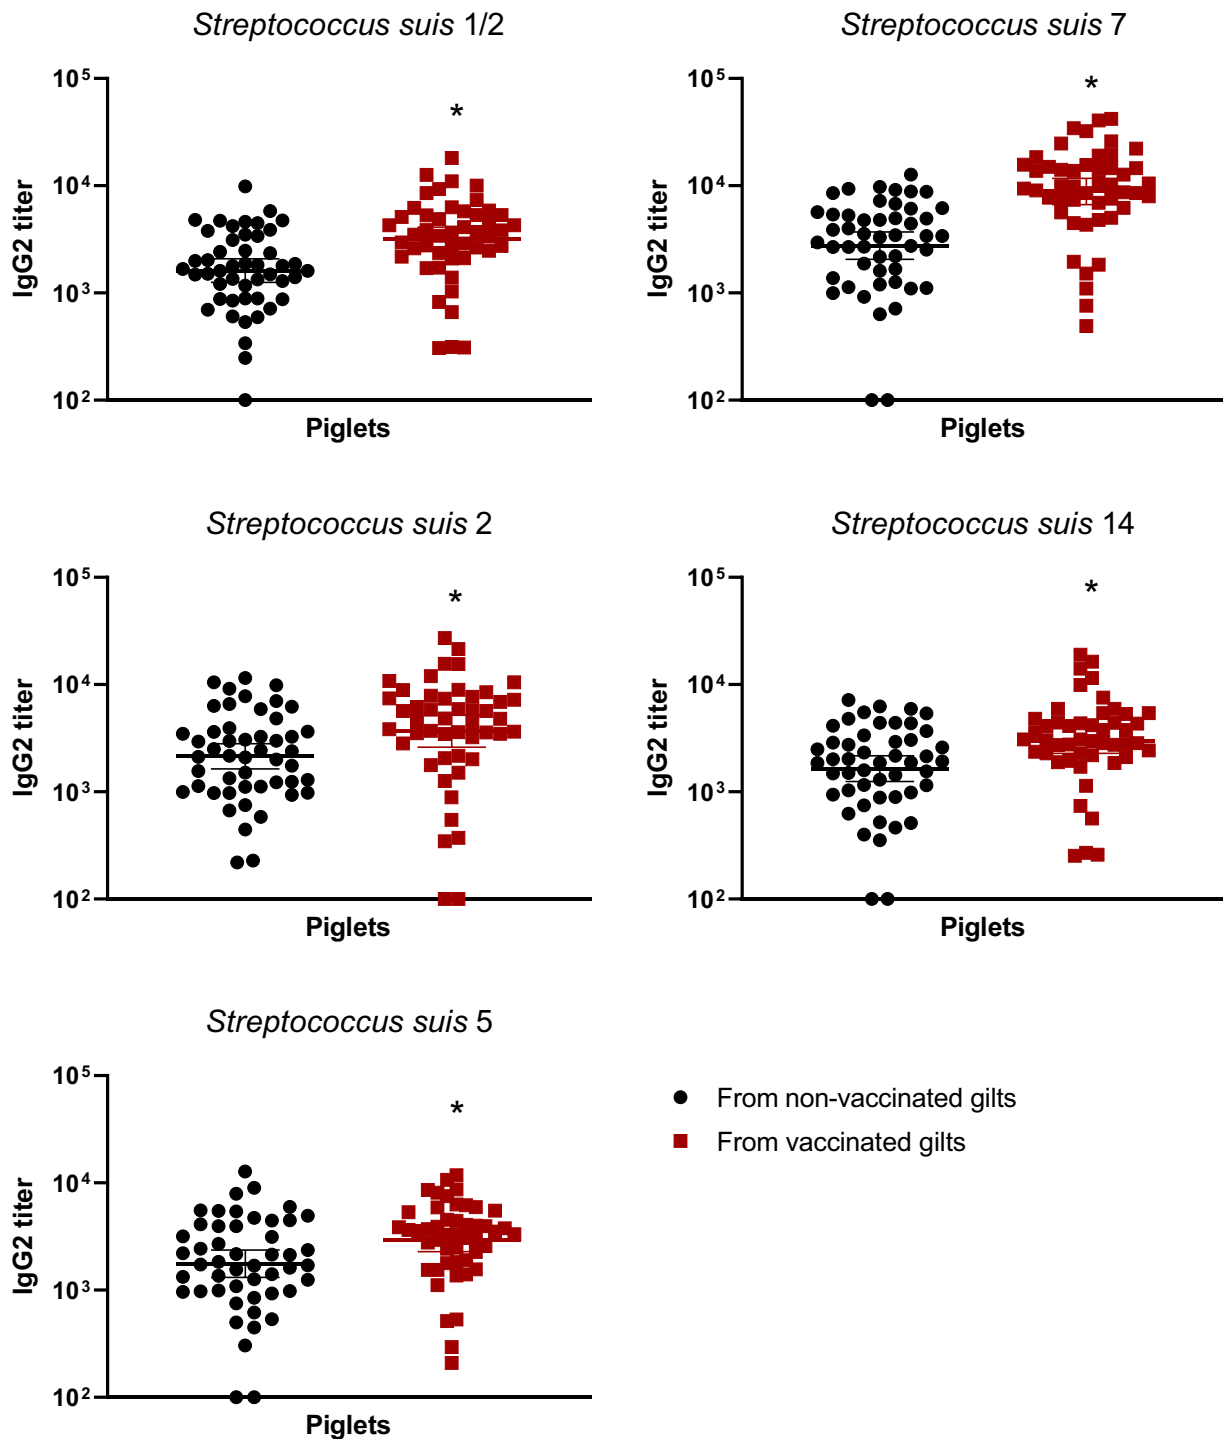 Streptococcus suis 1/2
10⁵
10⁴
10³
10²
IgG2 titer
*
Piglets
Streptococcus suis 7
10⁵
10⁴
10³
10²
IgG2 titer
*
Piglets
Streptococcus suis 2
10⁵
10⁴
10³
10²
IgG2 titer
*
Piglets
Streptococcus suis 14
10⁵
10⁴
10³
10²
IgG2 titer
*
Piglets
Streptococcus suis 5
10⁵
10⁴
10³
10²
IgG2 titer
*
Piglets
From non-vaccinated gilts
From vaccinated gilts